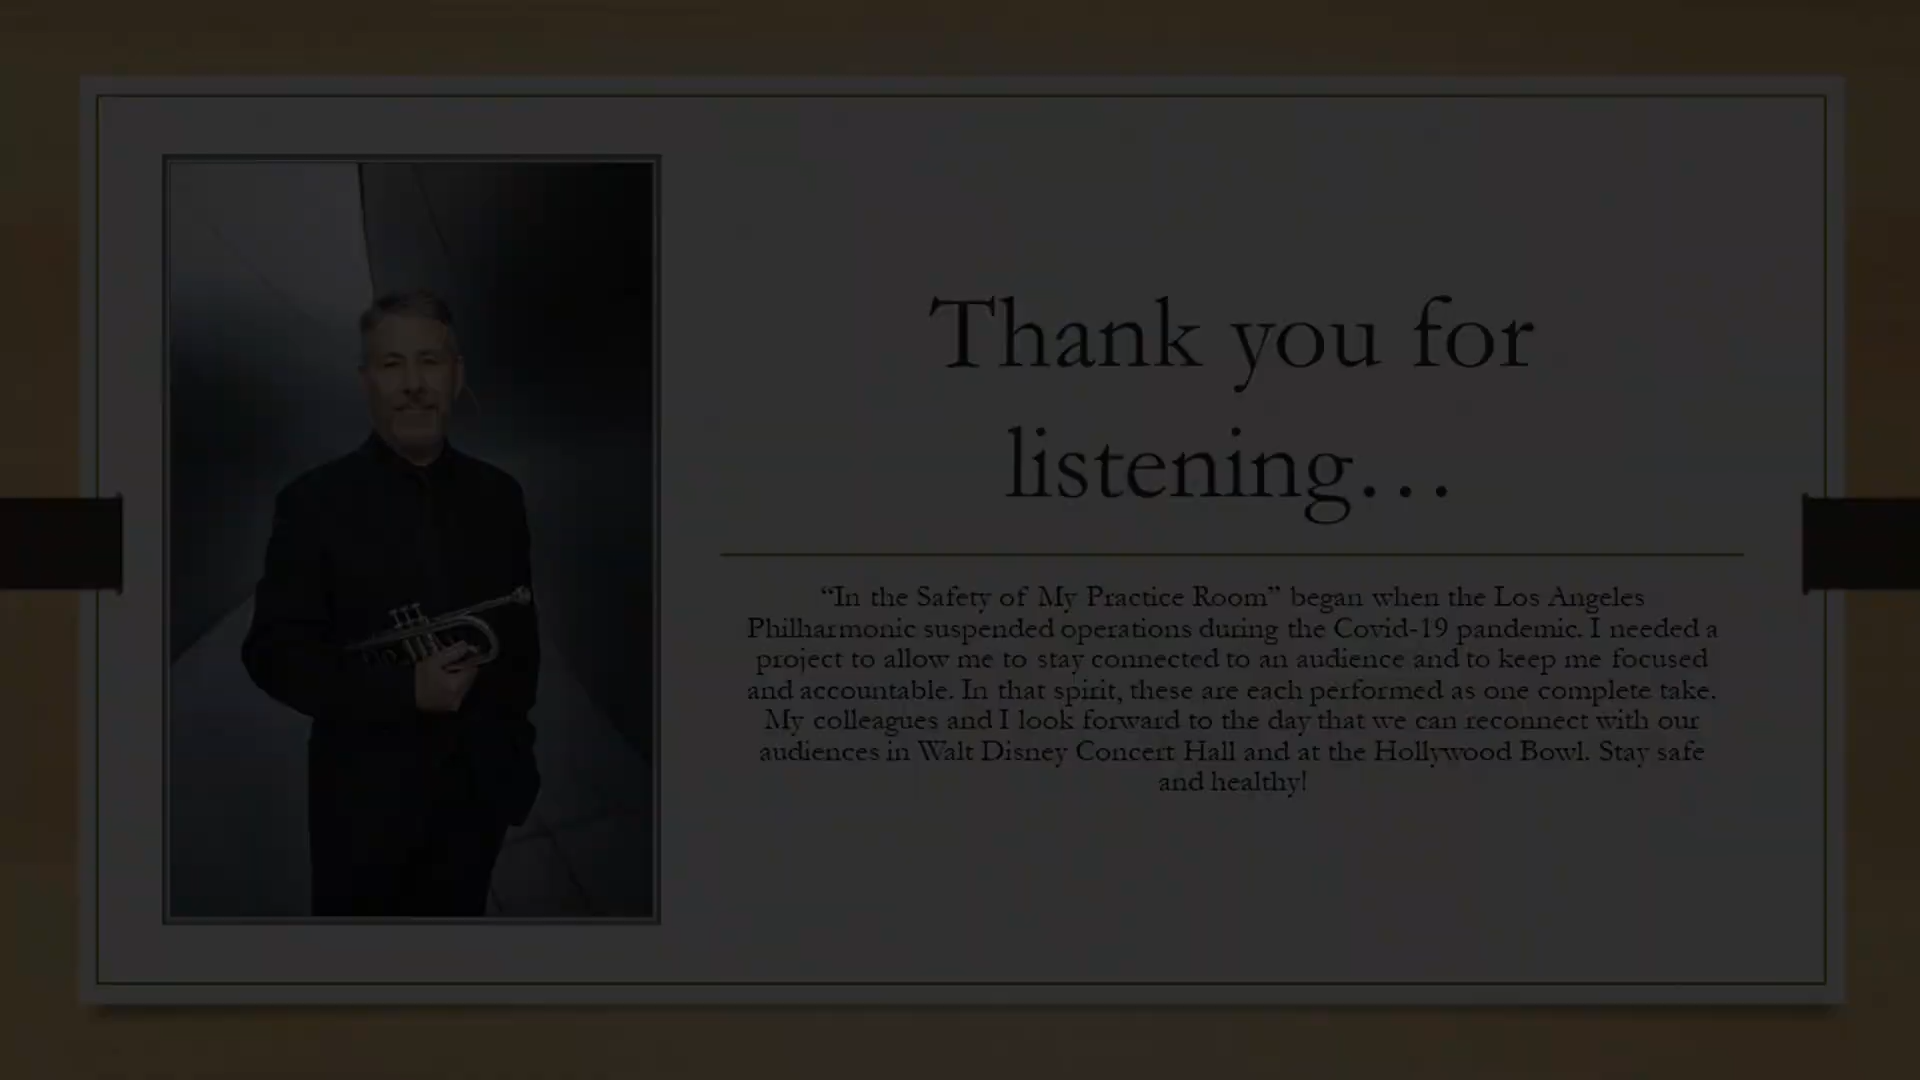 Thank you for
listening…
“In the Safety of My Practice Room” began when the Los Angeles
Philharmonic suspended operations during the Covid-19 pandemic. I needed a
project to allow me to stay connected to an audience and to keep me focused
and accountable. In that spirit, these are each performed as one complete take.
My colleagues and I look forward to the day that we can reconnect with our
audiences in Walt Disney Concert Hall and at the Hollywood Bowl. Stay safe
and healthy!